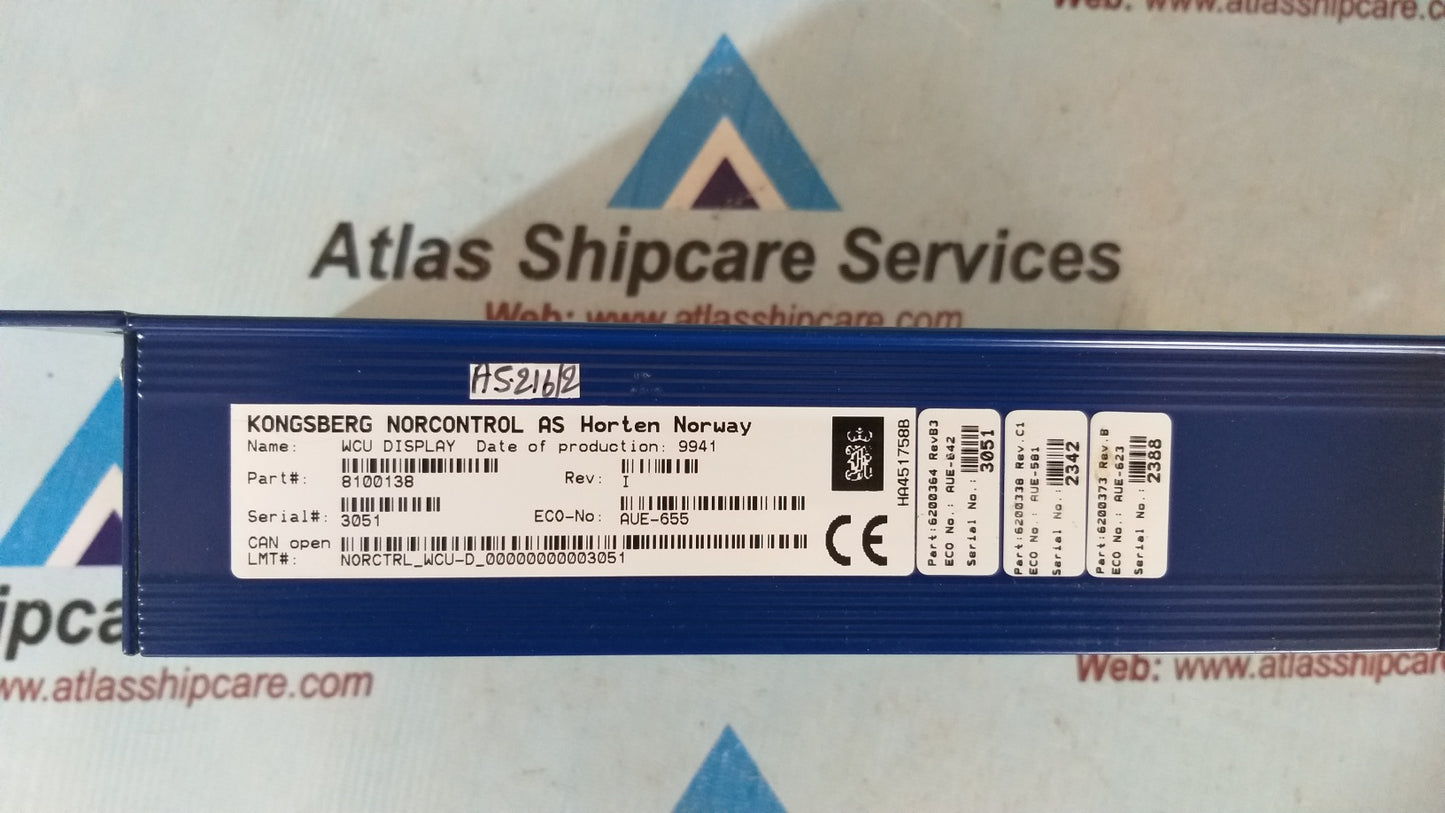 Web: www.atlasshipcare.c
Atlas Shipcare Services
Web: www.atlasshipcare.com
AS-216/2
KONGSBERG NORCONTROL AS Horten Norway
Name: WCU DISPLAY Date of production: 9941
Part#: 8100138 Rev: I
Serial#: 3051 ECO-No: AUE-655
CAN open
LMT#: NORCTRL_WCU-D_00000000003051
CE
HA451758B
Part:6200364 RevB3
ECO No.: AUE-642
Serial No.: 3051
Part:6200338 Rev.C1
ECO No.: AUE-581
Serial No.: 2342
Part:6200373 Rev.B
ECO No.: AUE-623
Serial No.: 2388
ipca
ww.atlasshipcare.com
Web: www.atlasshipcare